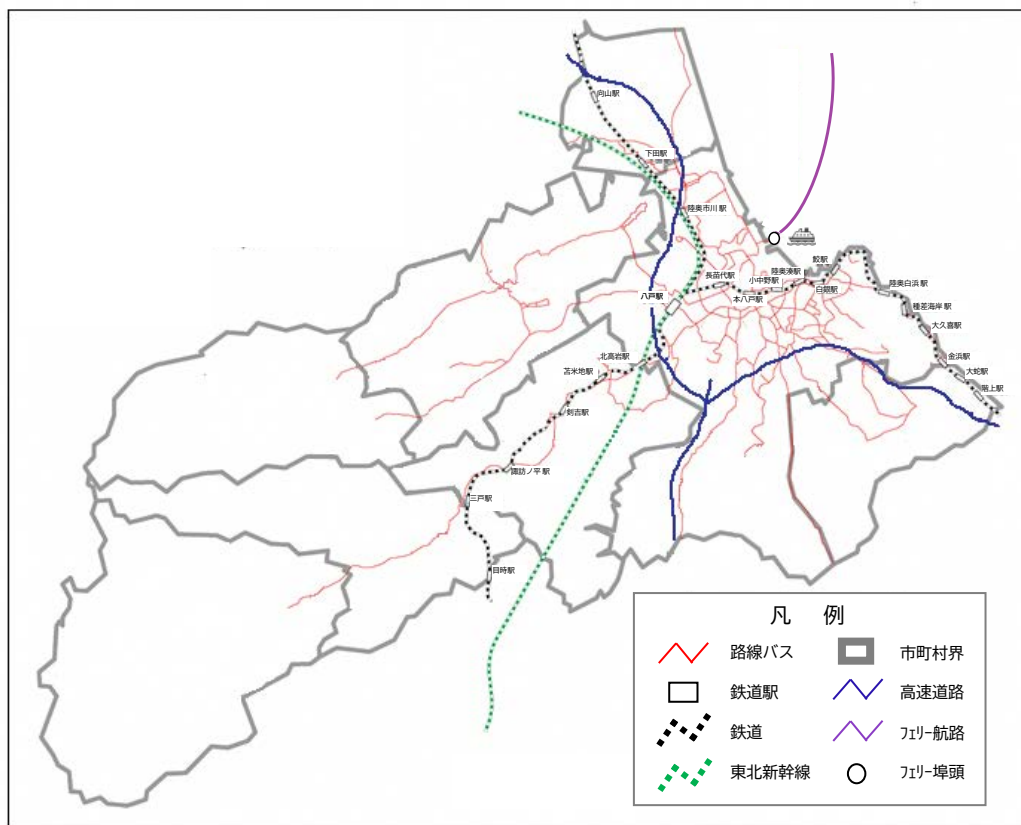 向山駅
下田駅
陸奥市川駅
鮫駅
陸奥湊駅
長苗代駅
小中野駅
白銀駅
陸奥白浜駅
八戸駅
本八戸駅
種差海岸駅
大久喜駅
北高岩駅
金浜駅
苫米地駅
大蛇駅
階上駅
剣吉駅
諏訪ノ平駅
三戸駅
目時駅
凡 例
路線バス
市町村界
鉄道駅
高速道路
鉄道
フェリー航路
東北新幹線
フェリー埠頭